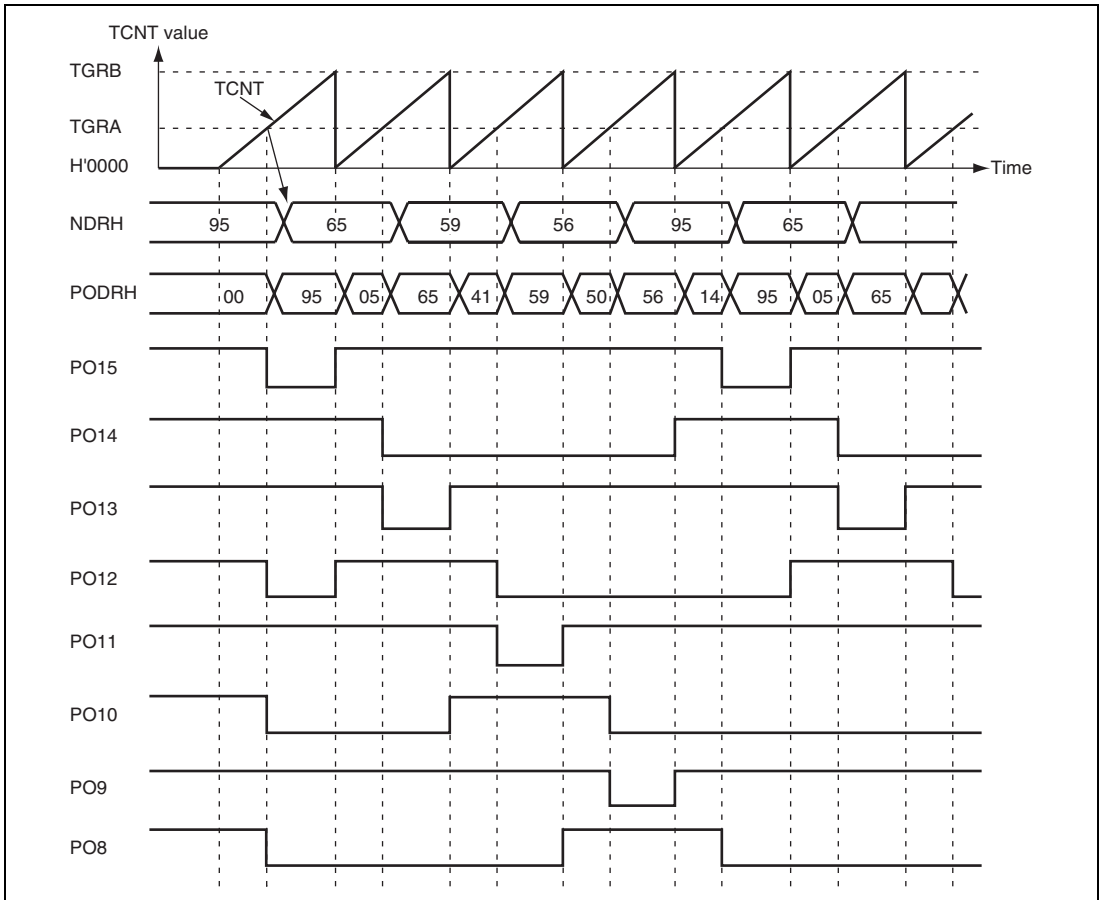 TCNT value
TGRB
TCNT
TGRA
H'0000
Time
NDRH 95 65 59 56 95 65
PODRH 00 95 05 65 41 59 50 56 14 95 05 65
PO15
PO14
PO13
PO12
PO11
PO10
PO9
PO8